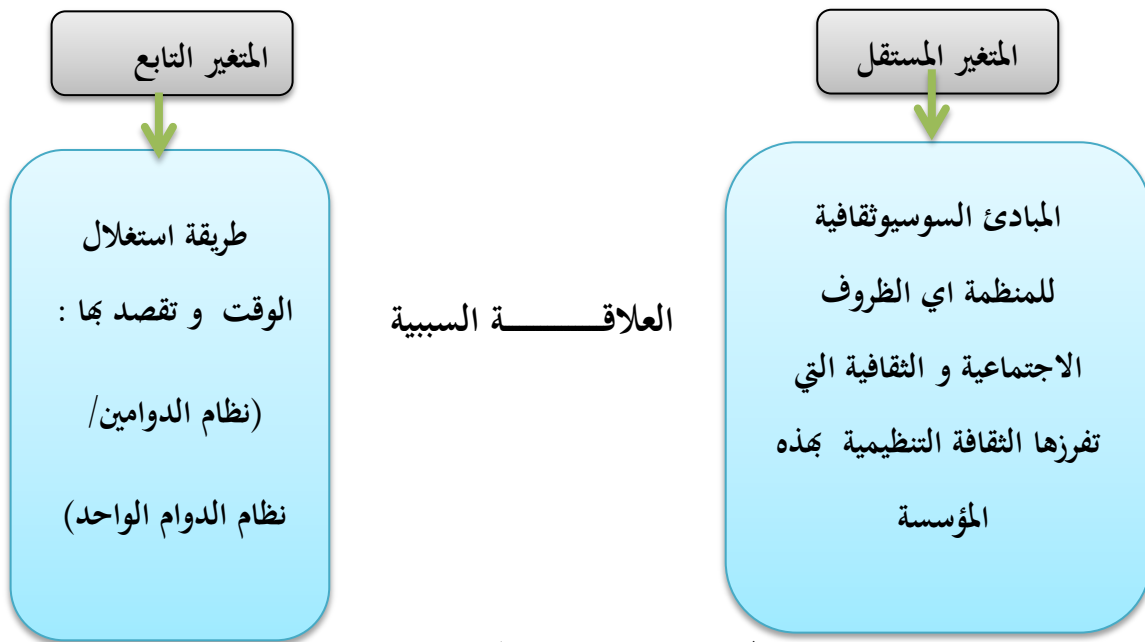 المتغير المستقل
المبادئ السوسيوثقافية
للمنظمة اي الظروف
الاجتماعية و الثقافية التي
تفرزها الثقافة التنظيمية بهذه
المؤسسة
العلاقـــــــــة السببية
المتغير التابع
طريقة استغلال
الوقت و تقصد بها :
(نظام الدوامين/
نظام الدوام الواحد)